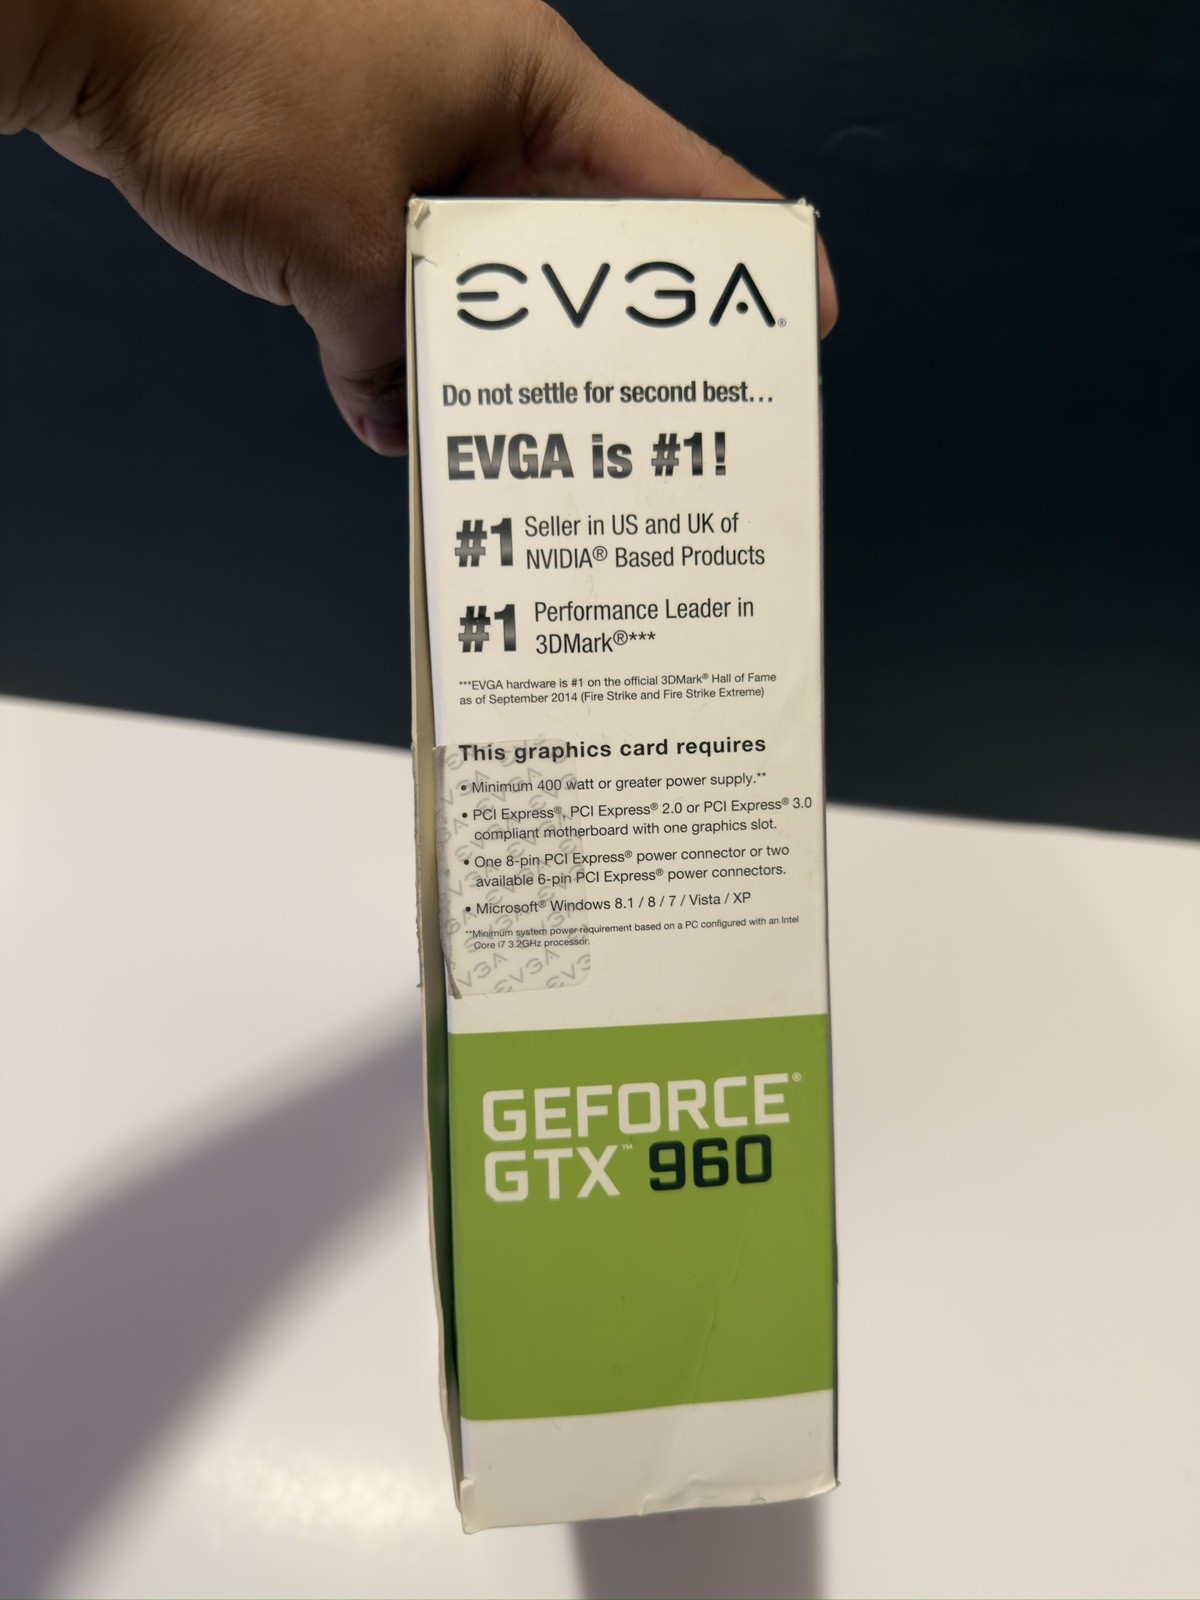 EVGA®
Do not settle for second best...
EVGA is #1!
#1 Seller in US and UK of
NVIDIA® Based Products
#1 Performance Leader in
3DMark®***
***EVGA hardware is #1 on the official 3DMark® Hall of Fame
as of September 2014 (Fire Strike and Fire Strike Extreme)
This graphics card requires
• Minimum 400 watt or greater power supply.**
• PCI Express®, PCI Express® 2.0 or PCI Express® 3.0
compliant motherboard with one graphics slot.
• One 8-pin PCI Express® power connector or two
available 6-pin PCI Express® power connectors.
• Microsoft® Windows 8.1 / 8 / 7 / Vista / XP
**Minimum system power requirement based on a PC configured with an Intel
Core i7 3.2GHz processor.
GEFORCE®
GTX™ 960